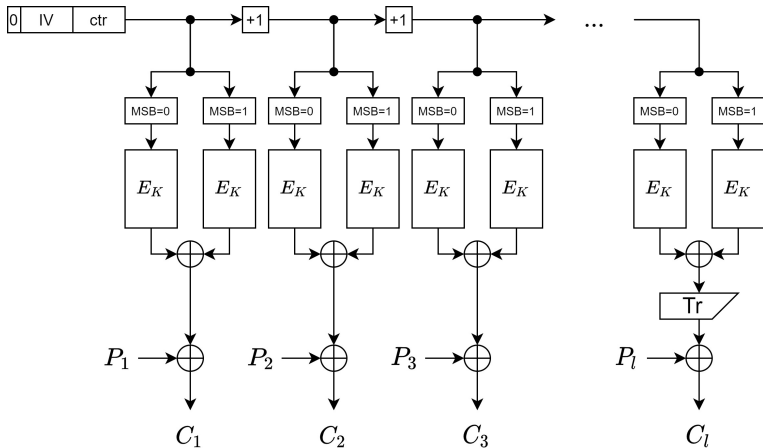 0 IV ctr +1 +1 ...
MSB=0 MSB=1 MSB=0 MSB=1 MSB=0 MSB=1 MSB=0 MSB=1
E_K E_K E_K E_K E_K E_K E_K E_K
Tr
P_1 P_2 P_3 P_l
C_1 C_2 C_3 C_l